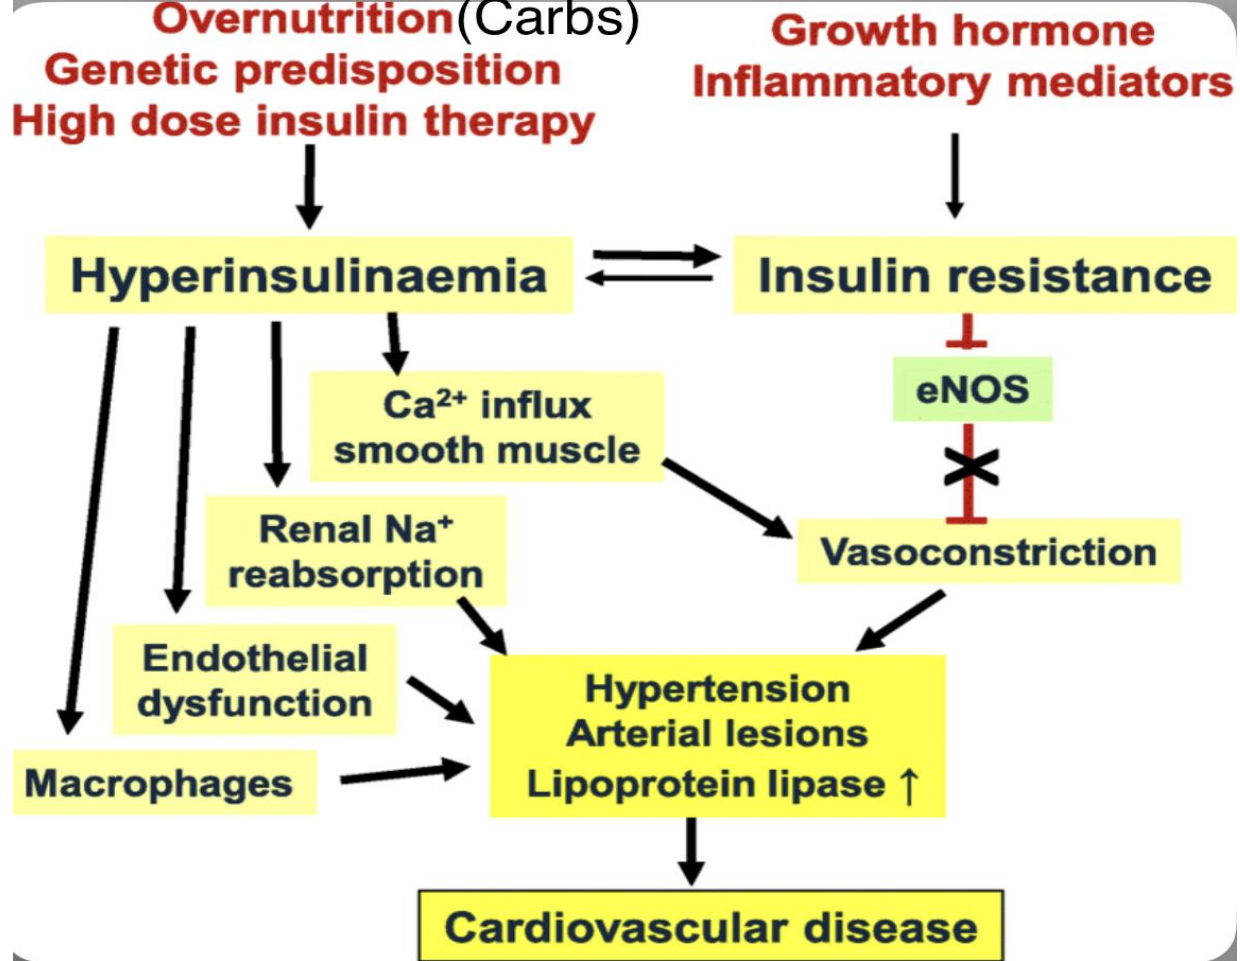 Overnutrition(Carbs)
Genetic predisposition
High dose insulin therapy
Growth hormone
Inflammatory mediators
Hyperinsulinaemia
Insulin resistance
Ca²⁺ influx
smooth muscle
eNOS
Renal Na⁺
reabsorption
Vasoconstriction
Endothelial
dysfunction
Macrophages
Hypertension
Arterial lesions
Lipoprotein lipase ↑
Cardiovascular disease